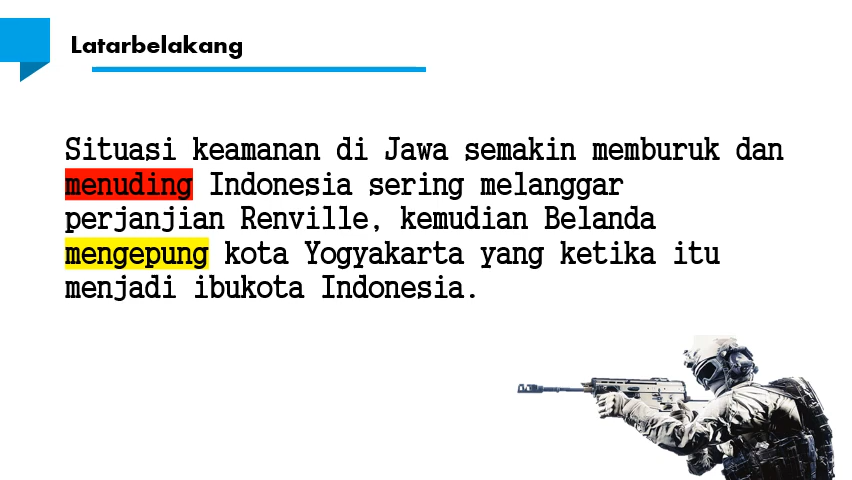 Latarbelakang
Situasi keamanan di Jawa semakin memburuk dan
menuding Indonesia sering melanggar
perjanjian Renville, kemudian Belanda
mengepung kota Yogyakarta yang ketika itu
menjadi ibukota Indonesia.